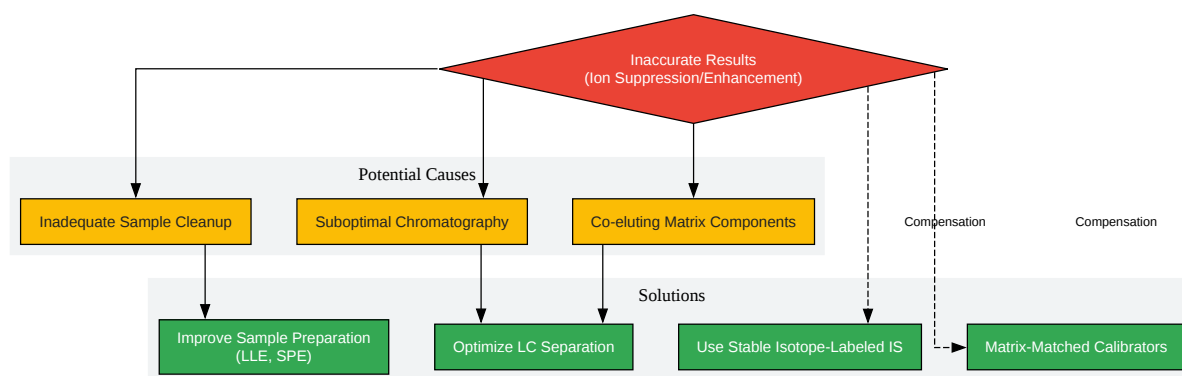 Inaccurate Results
(Ion Suppression/Enhancement)
Potential Causes
Inadequate Sample Cleanup
Suboptimal Chromatography
Co-eluting Matrix Components
Compensation
Compensation
Solutions
Improve Sample Preparation
(LLE, SPE)
Optimize LC Separation
Use Stable Isotope-Labeled IS
Matrix-Matched Calibrators